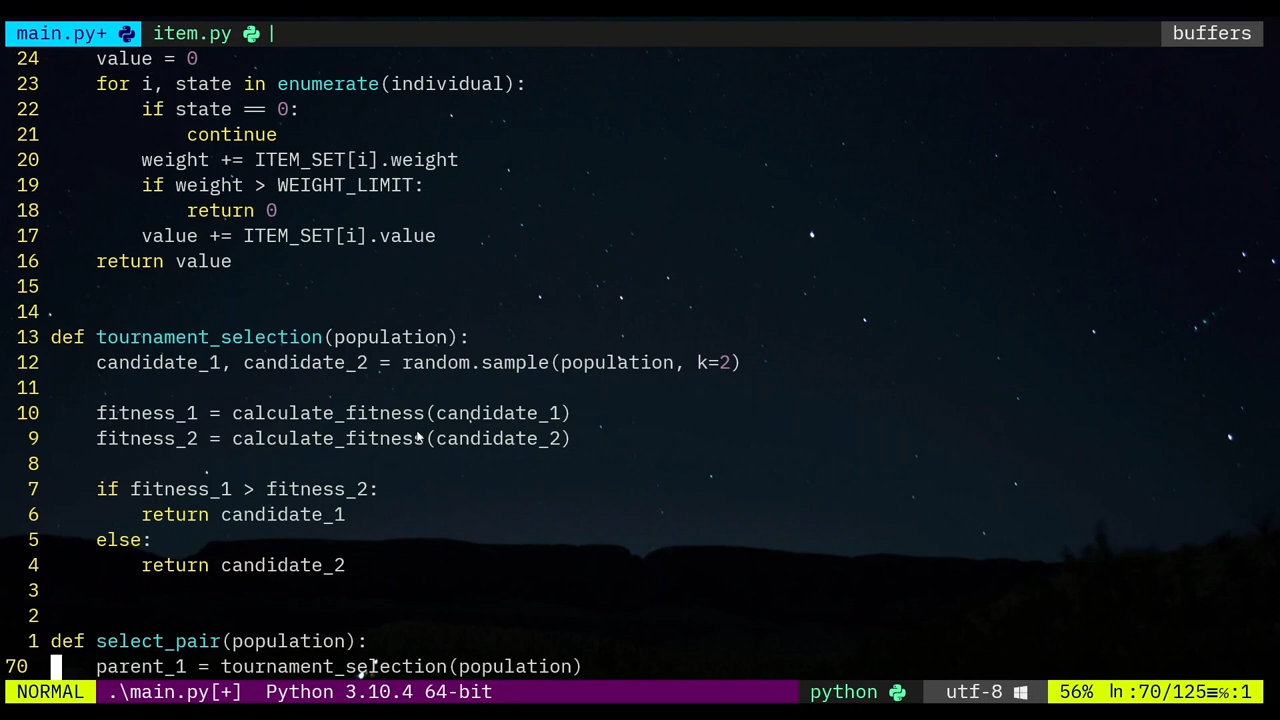 main.py+ item.py | buffers
24 value = 0
23 for i, state in enumerate(individual):
22 if state == 0:
21 continue
20 weight += ITEM_SET[i].weight
19 if weight > WEIGHT_LIMIT:
18 return 0
17 value += ITEM_SET[i].value
16 return value
15
14
13 def tournament_selection(population):
12 candidate_1, candidate_2 = random.sample(population, k=2)
11
10 fitness_1 = calculate_fitness(candidate_1)
9 fitness_2 = calculate_fitness(candidate_2)
8
7 if fitness_1 > fitness_2:
6 return candidate_1
5 else:
4 return candidate_2
3
2
1 def select_pair(population):
70 parent_1 = tournament_selection(population)
NORMAL .\main.py[+] Python 3.10.4 64-bit python utf-8 56% ln:70/125≡℅:1